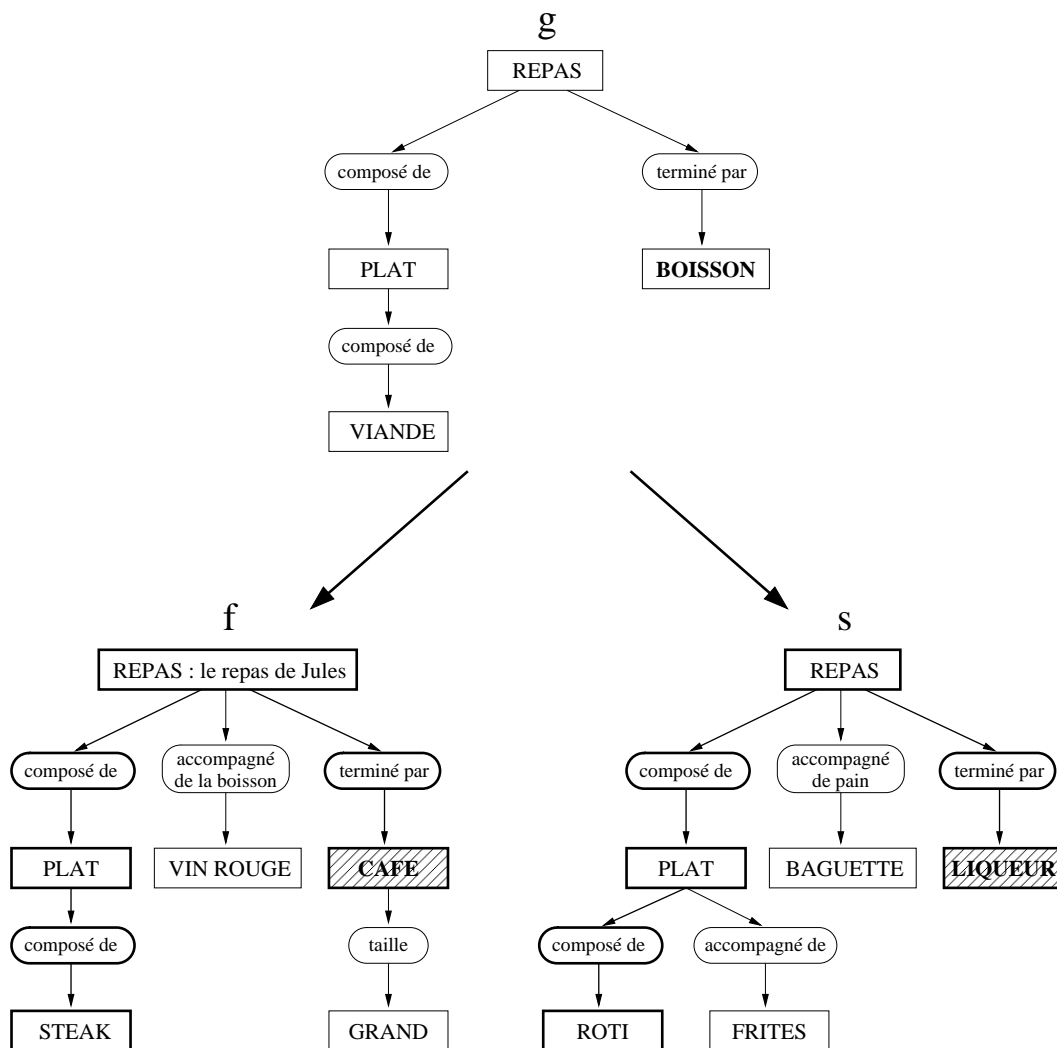 g
REPAS
composé de
terminé par
PLAT
BOISSON
composé de
VIANDE
f
s
REPAS : le repas de Jules
REPAS
composé de
accompagné
de la boisson
terminé par
composé de
accompagné
de pain
terminé par
PLAT
VIN ROUGE
CAFE
PLAT
BAGUETTE
LIQUEUR
composé de
taille
composé de
accompagné de
STEAK
GRAND
ROTI
FRITES